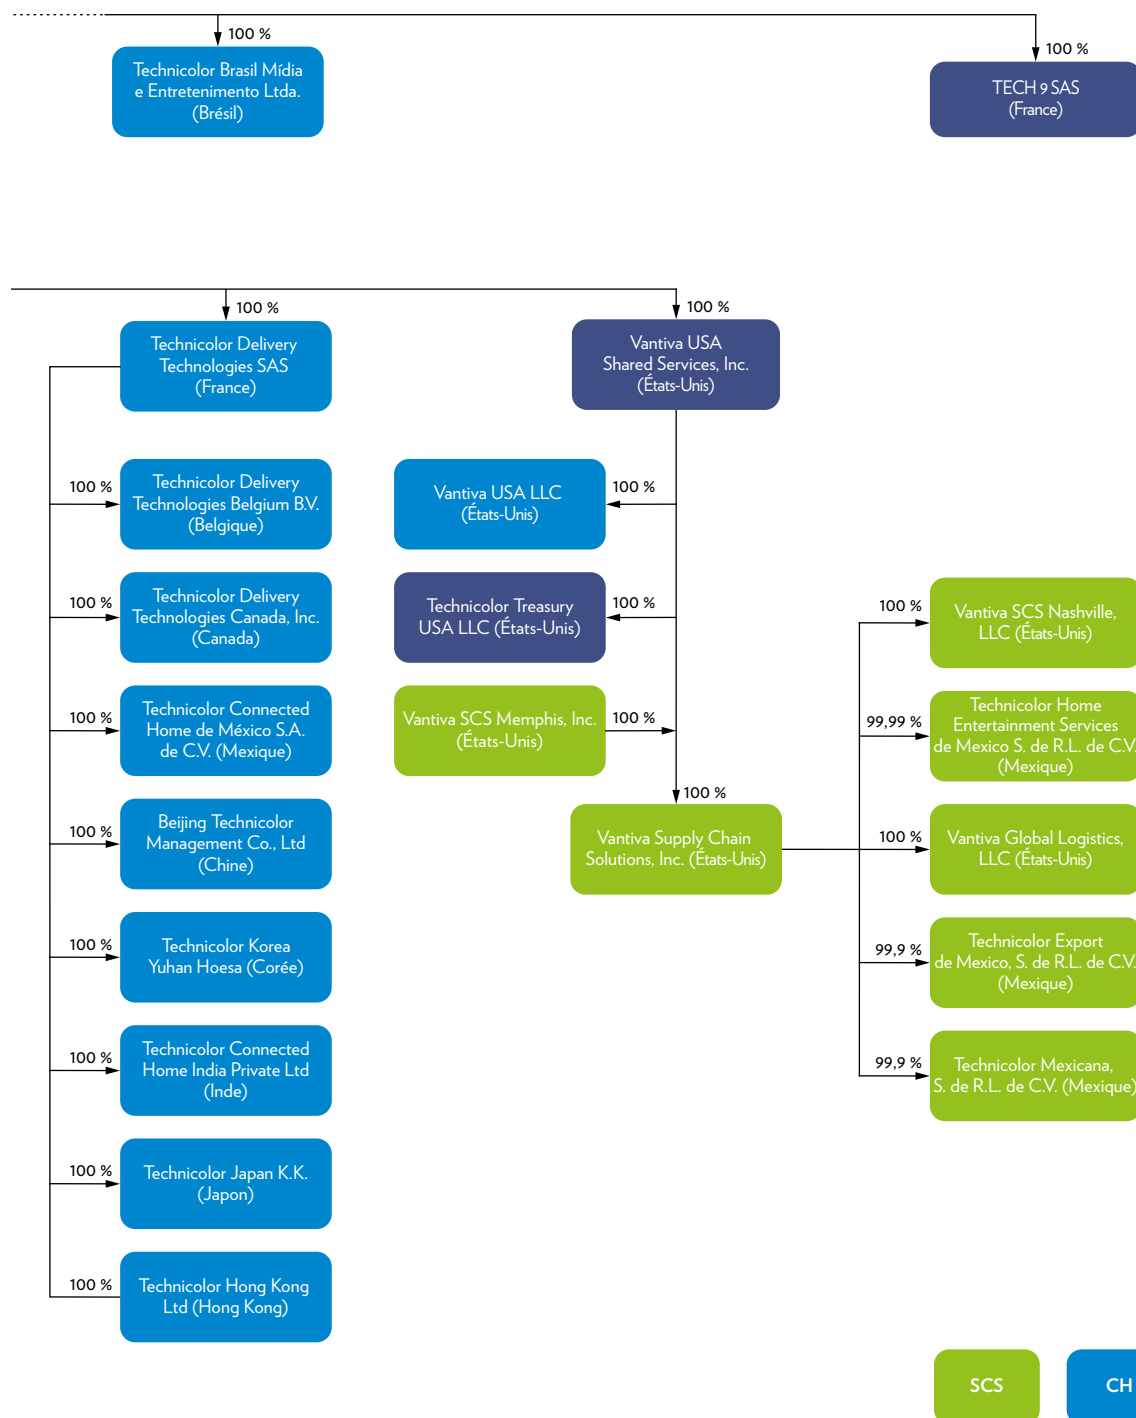 100 %
100 %
Technicolor Brasil Mídia
e Entretenimento Ltda.
(Brésil)
TECH 9 SAS
(France)
100 %
100 %
Technicolor Delivery
Technologies SAS
(France)
Vantiva USA
Shared Services, Inc.
(États-Unis)
100 %
Technicolor Delivery
Technologies Belgium B.V.
(Belgique)
100 %
Technicolor Delivery
Technologies Canada, Inc.
(Canada)
100 %
Technicolor Connected
Home de México S.A.
de C.V. (Mexique)
100 %
Beijing Technicolor
Management Co., Ltd
(Chine)
100 %
Technicolor Korea
Yuhan Hoesa (Corée)
100 %
Technicolor Connected
Home India Private Ltd
(Inde)
100 %
Technicolor Japan K.K.
(Japon)
100 %
Technicolor Hong Kong
Ltd (Hong Kong)
Vantiva USA LLC
(États-Unis)
100 %
Technicolor Treasury
USA LLC (États-Unis)
100 %
Vantiva SCS Memphis, Inc.
(États-Unis)
100 %
100 %
Vantiva Supply Chain
Solutions, Inc. (États-Unis)
100 %
Vantiva SCS Nashville,
LLC (États-Unis)
99,99 %
Technicolor Home
Entertainment Services
de Mexico S. de R.L. de C.V.
(Mexique)
100 %
Vantiva Global Logistics,
LLC (États-Unis)
99,9 %
Technicolor Export
de Mexico, S. de R.L. de C.V.
(Mexique)
99,9 %
Technicolor Mexicana,
S. de R.L. de C.V. (Mexique)
SCS
CH